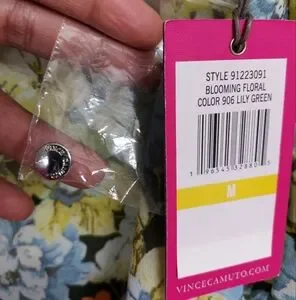 STYLE 91223091
BLOOMING FLORAL
COLOR 906 LILY GREEN
M
VINCECAMUTO.COM